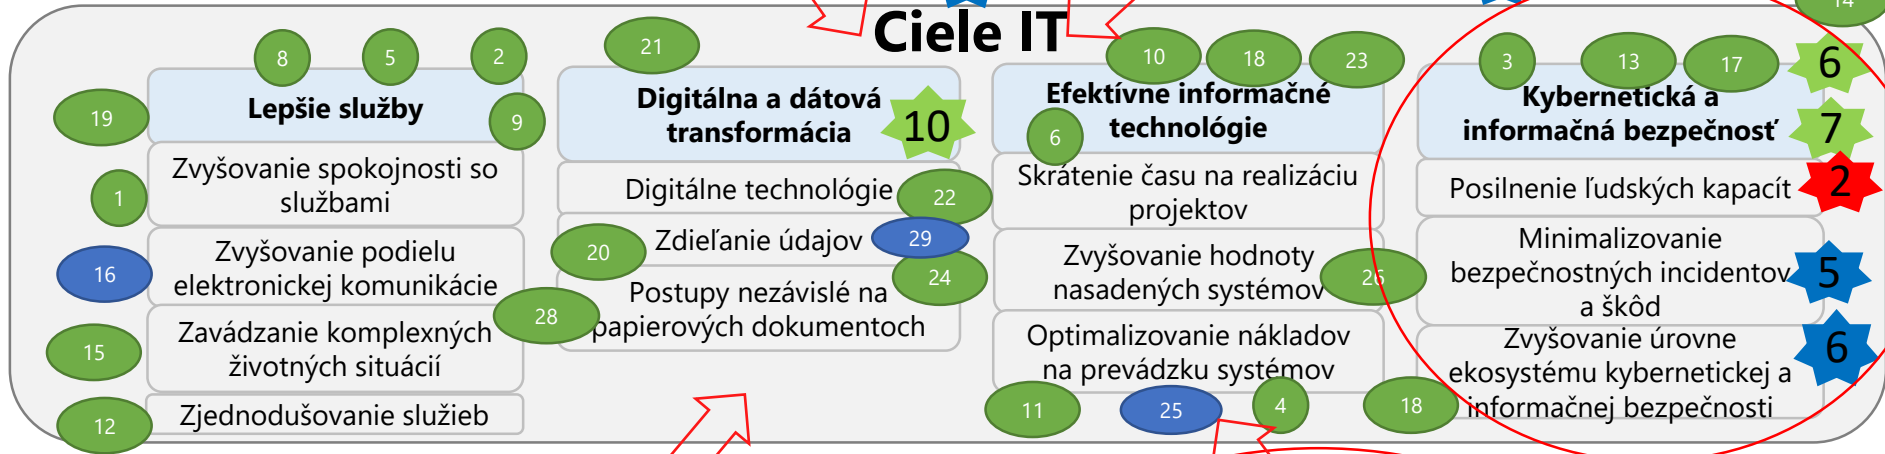 14
Ciele IT
8
5
2
19
Lepšie služby
9
1
Zvyšovanie spokojnosti so
službami
16
Zvyšovanie podielu
elektronickej komunikácie
15
Zavádzanie komplexných
životných situácií
12
Zjednodušovanie služieb
21
Digitálna a dátová
transformácia
10
Digitálne technológie
22
Zdieľanie údajov
29
20
24
28
Postupy nezávislé na
papierových dokumentoch
10
18
23
Efektívne informačné
technológie
6
Skrátenie času na realizáciu
projektov
Zvyšovanie hodnoty
nasadených systémov
26
Optimalizovanie nákladov
na prevádzku systémov
11
25
4
3
13
17
6
Kybernetická a
informačná bezpečnosť
7
Posilnenie ľudských kapacít
2
Minimalizovanie
bezpečnostných incidentov
a škôd
5
Zvyšovanie úrovne
ekosystému kybernetickej a
informačnej bezpečnosti
6
18